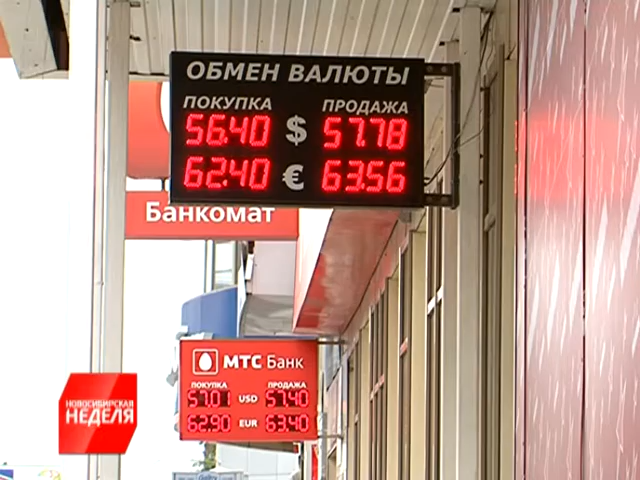 ОБМЕН ВАЛЮТЫ
ПОКУПКА ПРОДАЖА
56.40 $ 57.78
62.40 € 63.56
Банкомат
МТС Банк
ПОКУПКА ПРОДАЖА
57.01 USD 57.40
62.90 EUR 63.40
НОВОСИБИРСКАЯ
НЕДЕЛЯ